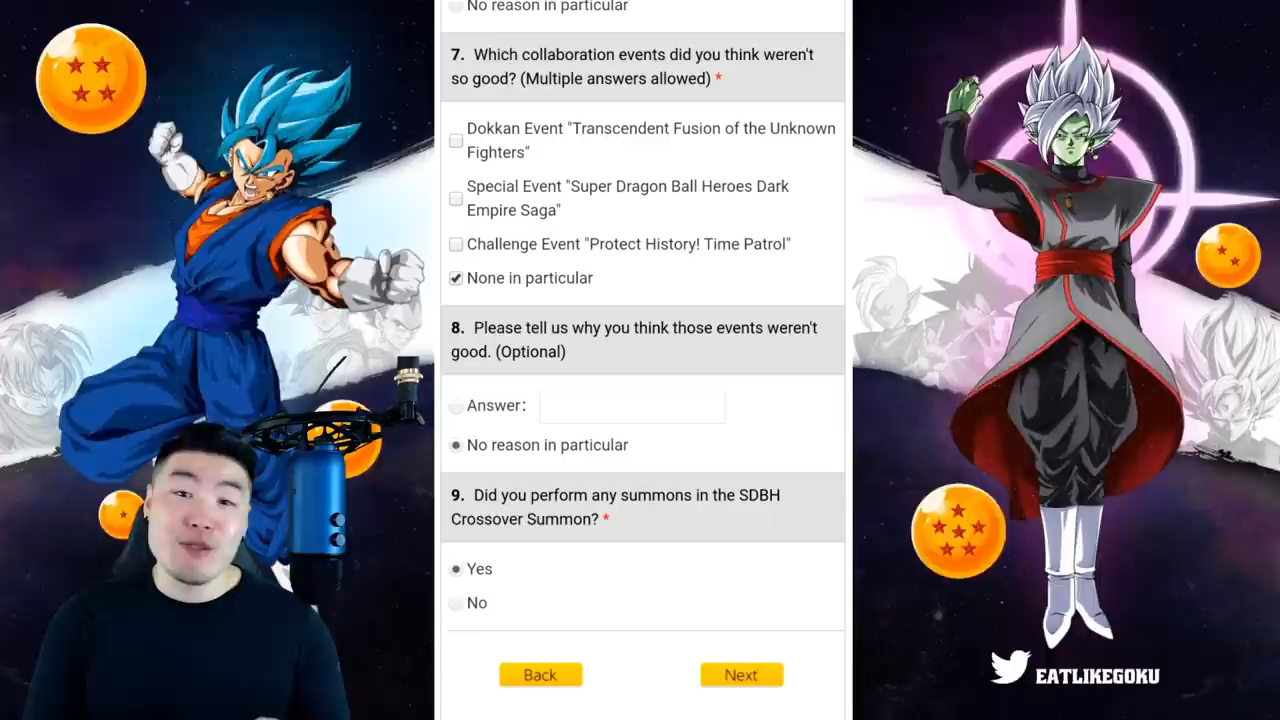 No reason in particular
7. Which collaboration events did you think weren't
so good? (Multiple answers allowed) *
Dokkan Event "Transcendent Fusion of the Unknown
Fighters"
Special Event "Super Dragon Ball Heroes Dark
Empire Saga"
Challenge Event "Protect History! Time Patrol"
None in particular
8. Please tell us why you think those events weren't
good. (Optional)
Answer:
No reason in particular
9. Did you perform any summons in the SDBH
Crossover Summon? *
Yes
No
Back
Next
EATLIKEGOKU